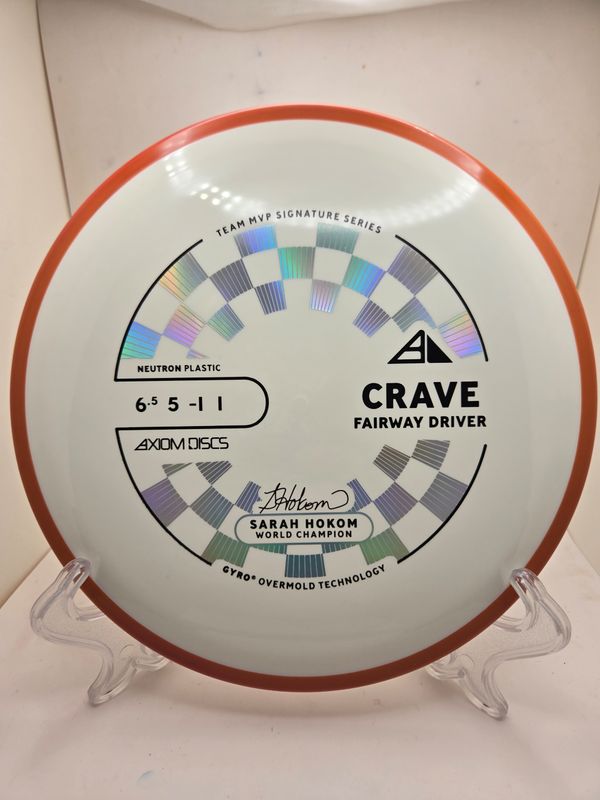 TEAM MVP SIGNATURE SERIES
NEUTRON PLASTIC
6.5 5 -1 1
AXIOM DISCS
CRAVE
FAIRWAY DRIVER
SHokom
SARAH HOKOM
WORLD CHAMPION
GYRO® OVERMOLD TECHNOLOGY